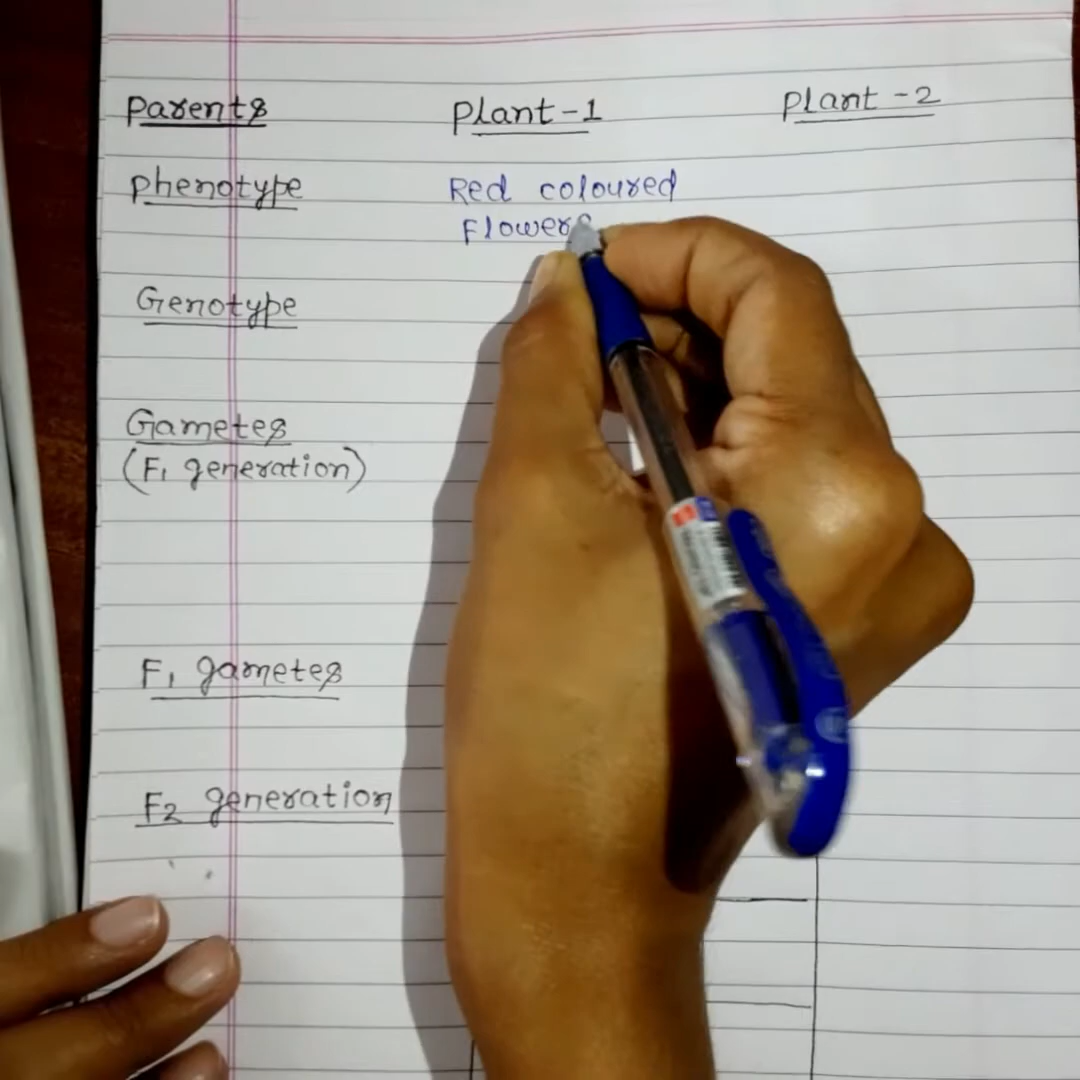 Parents Plant-1 Plant-2
Phenotype Red coloured
Flowers
Genotype
Gametes
(F1 generation)
F1 gametes
F2 generation